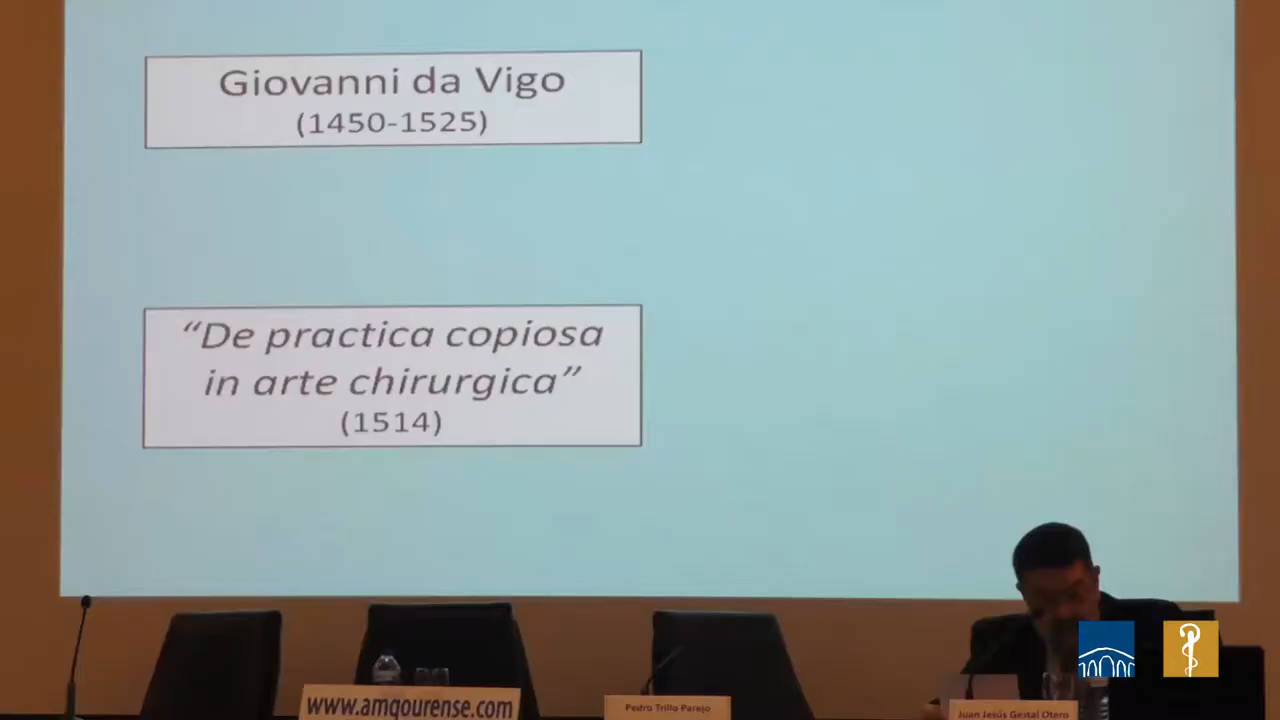 Giovanni da Vigo
(1450-1525)
“De practica copiosa
in arte chirurgica”
(1514)
www.amqourense.com
Pedro Trillo Parejo
Juan Jesús Gestal Otero